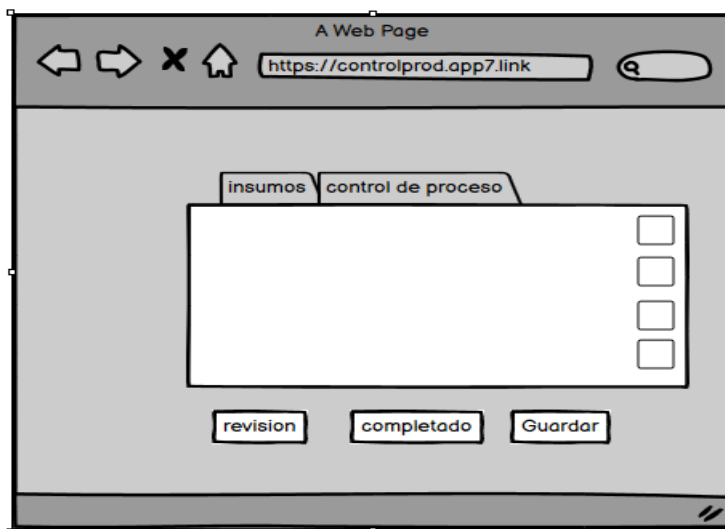 A Web Page
https://controlprod.app7.link
insumos control de proceso
revision completado Guardar